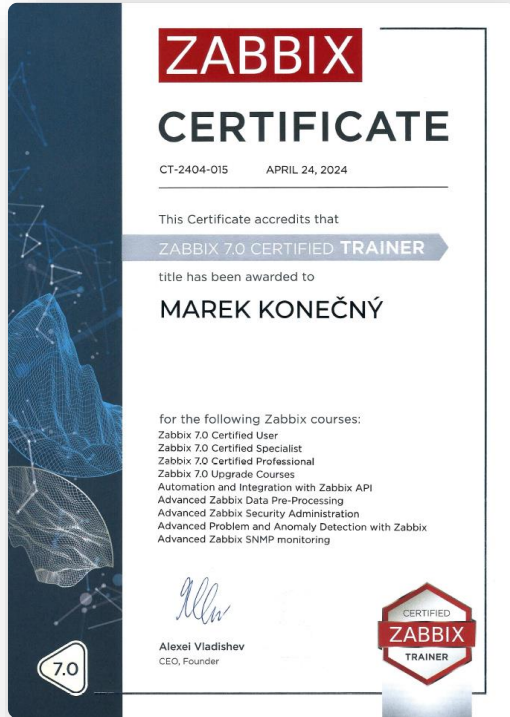 ZABBIX
CERTIFICATE
CT-2404-015 APRIL 24, 2024
This Certificate accredits that
ZABBIX 7.0 CERTIFIED TRAINER
title has been awarded to
MAREK KONEČNÝ
for the following Zabbix courses:
Zabbix 7.0 Certified User
Zabbix 7.0 Certified Specialist
Zabbix 7.0 Certified Professional
Zabbix 7.0 Upgrade Courses
Automation and Integration with Zabbix API
Advanced Zabbix Data Pre-Processing
Advanced Zabbix Security Administration
Advanced Problem and Anomaly Detection with Zabbix
Advanced Zabbix SNMP monitoring
Alexei Vladishev
CEO, Founder
7.0
CERTIFIED
ZABBIX
TRAINER